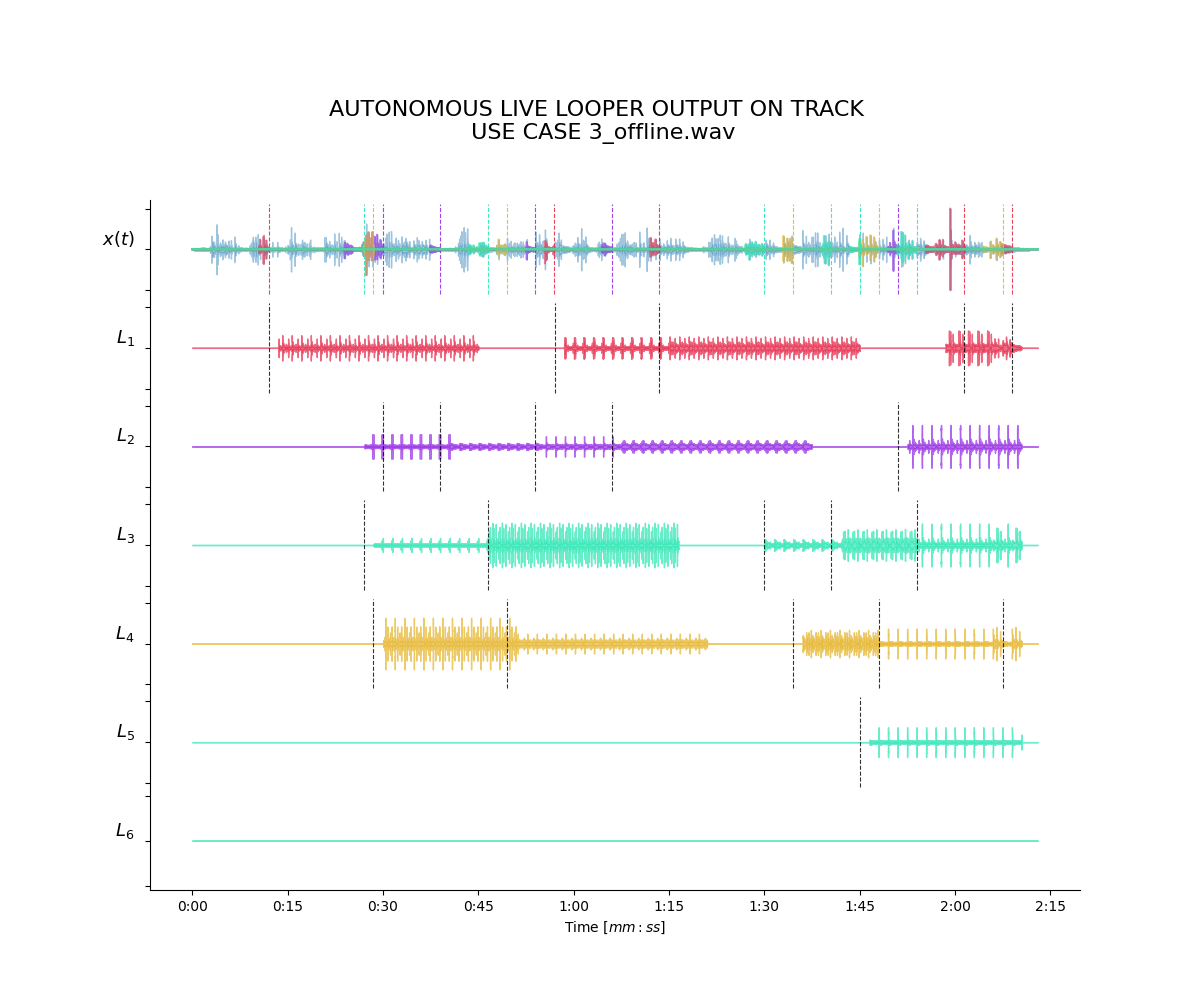 AUTONOMOUS LIVE LOOPER OUTPUT ON TRACK
USE CASE 3_offline.wav
x(t)
L1
L2
L3
L4
L5
L6
0:00 0:15 0:30 0:45 1:00 1:15 1:30 1:45 2:00 2:15
Time [mm : ss]